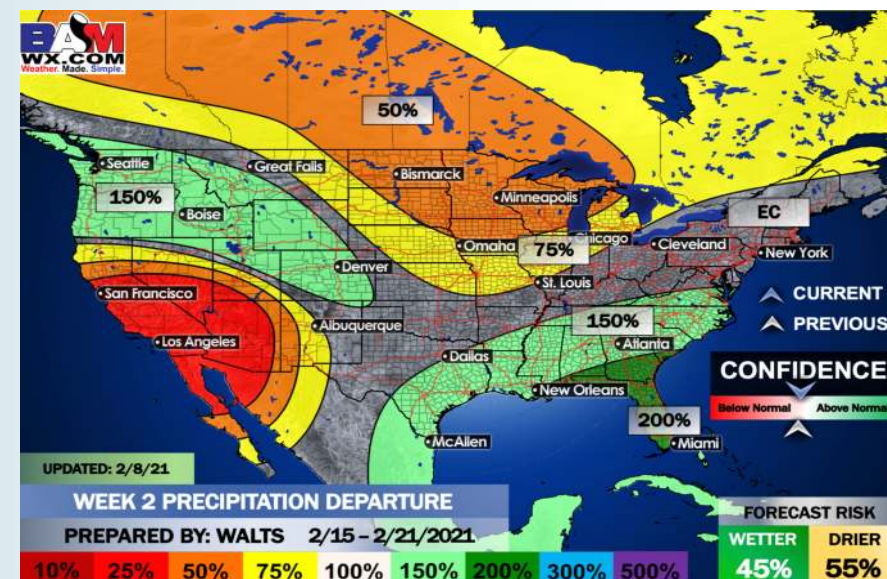 BAM
WX.COM
Weather. Made. Simple.
50%
Seattle
Great Falls
Bismarck
150%
Minneapolis
Boise
EC
Omaha
75%
Chicago
Cleveland
New York
Denver
St. Louis
San Francisco
CURRENT
150%
PREVIOUS
Albuquerque
Los Angeles
Atlanta
Dallas
CONFIDENCE
New Orleans
Below Normal
Above Norma
200%
McAllen
Miami
UPDATED: 2/8/21
WEEK 2 PRECIPITATION DEPARTURE
FORECAST RISK
PREPARED BY: WALTS 2/15 – 2/21/2021
WETTER DRIER
10% 25% 50% 75% 100% 150% 200% 300% 500%
45% 55%